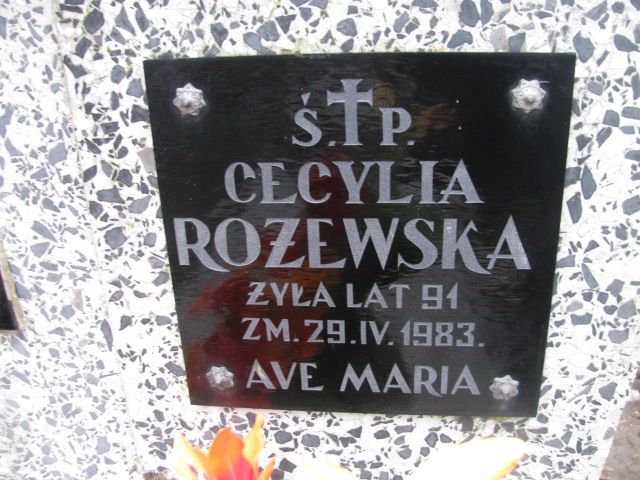 Ś.†P.
CECYLIA
ROŻEWSKA
ŻYŁA LAT 91
ZM. 29.IV.1983.
AVE MARIA